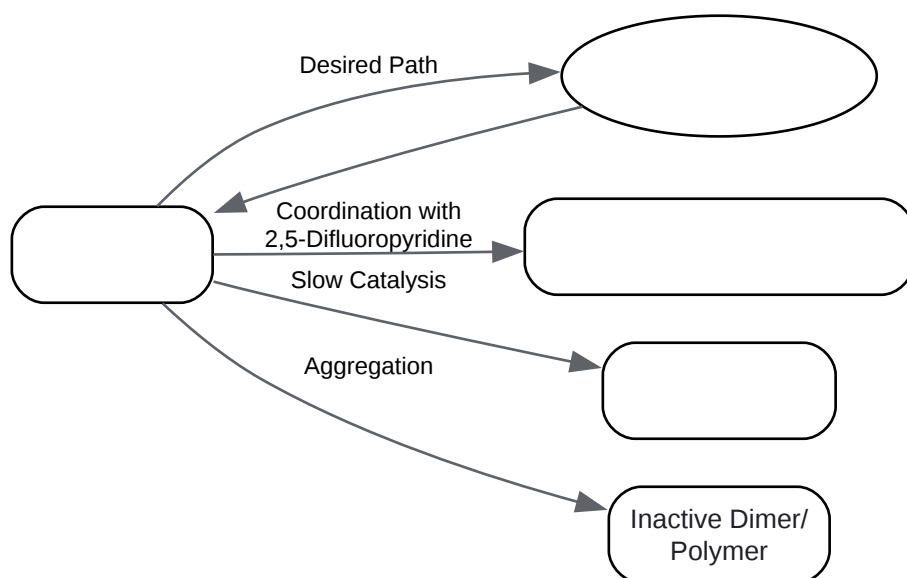 Desired Path
Coordination with
2,5-Difluoropyridine
Slow Catalysis
Aggregation
Inactive Dimer/
Polymer